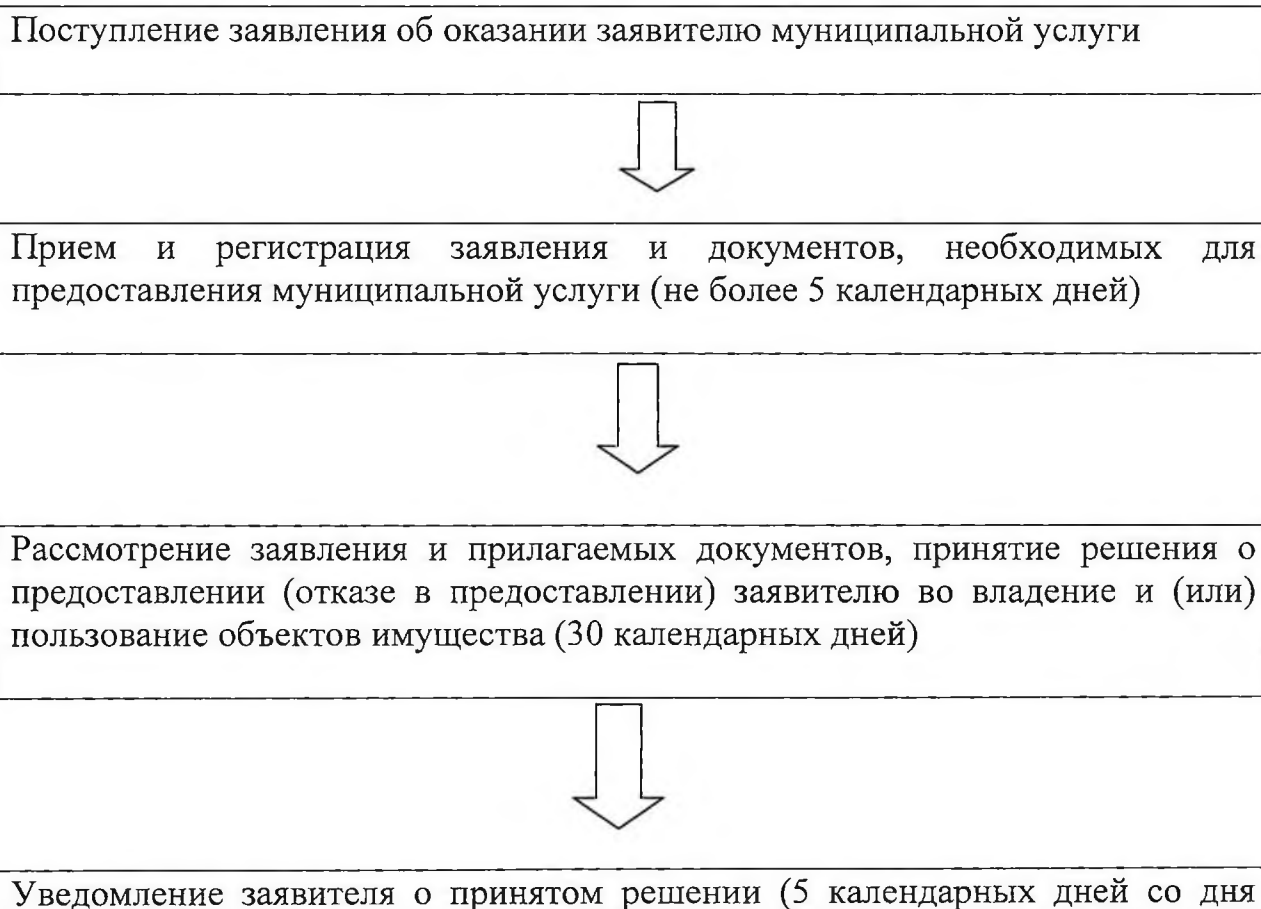 Поступление заявления об оказании заявителю муниципальной услуги
Прием и регистрация заявления и документов, необходимых для
предоставления муниципальной услуги (не более 5 календарных дней)
Рассмотрение заявления и прилагаемых документов, принятие решения о
предоставлении (отказе в предоставлении) заявителю во владение и (или)
пользование объектов имущества (30 календарных дней)
Уведомление заявителя о принятом решении (5 календарных дней со дня